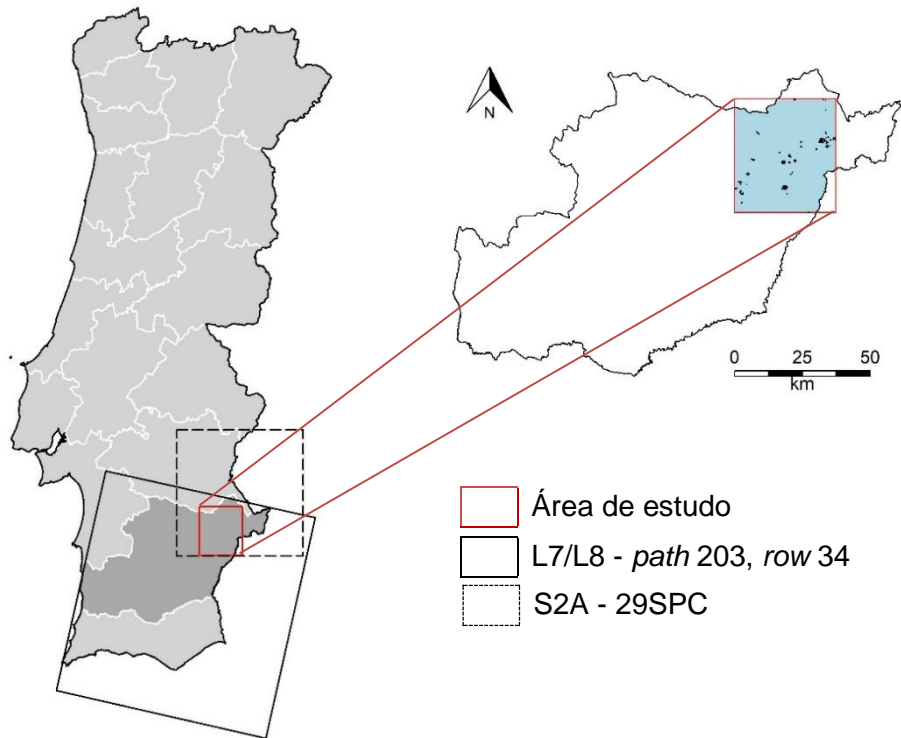 N
0 25 50
km
Área de estudo
L7/L8 - path 203, row 34
S2A - 29SPC